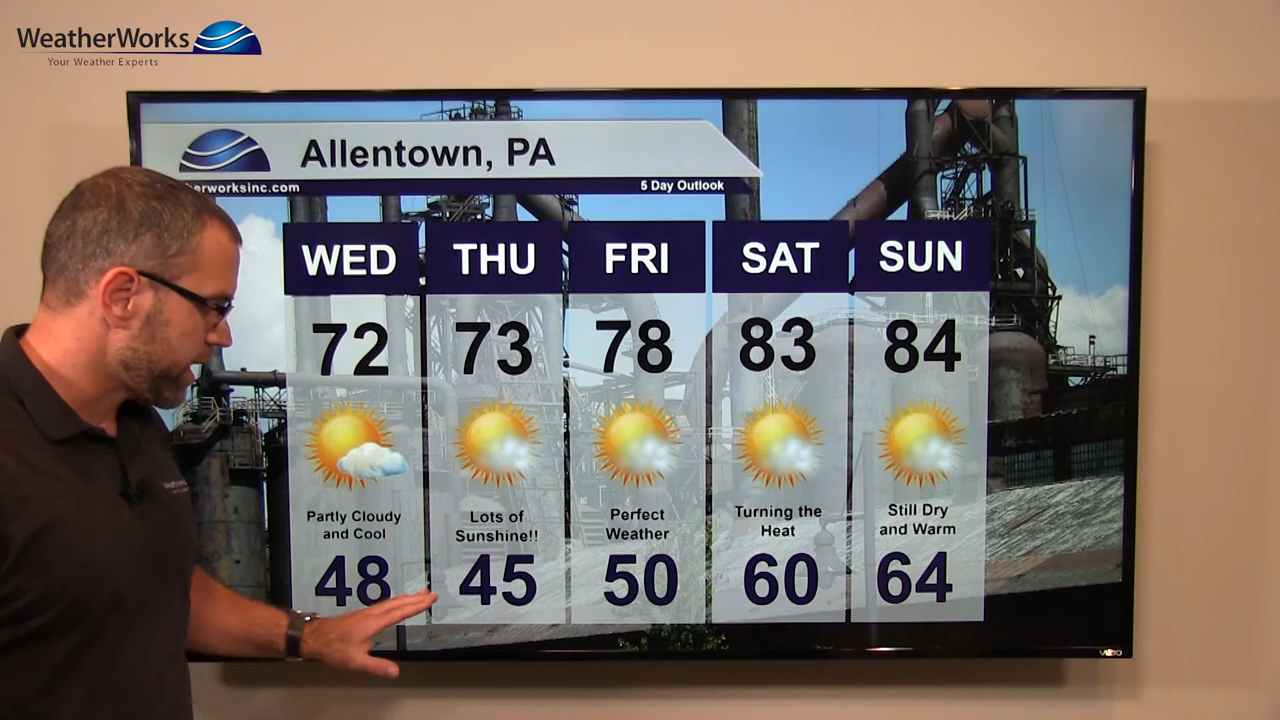 WeatherWorks
Your Weather Experts
Allentown, PA
erworksinc.com
5 Day Outlook
WED THU FRI SAT SUN
72 73 78 83 84
Partly Cloudy
and Cool
Lots of
Sunshine!!
Perfect
Weather
Turning the
Heat
Still Dry
and Warm
48 45 50 60 64
VIZIO